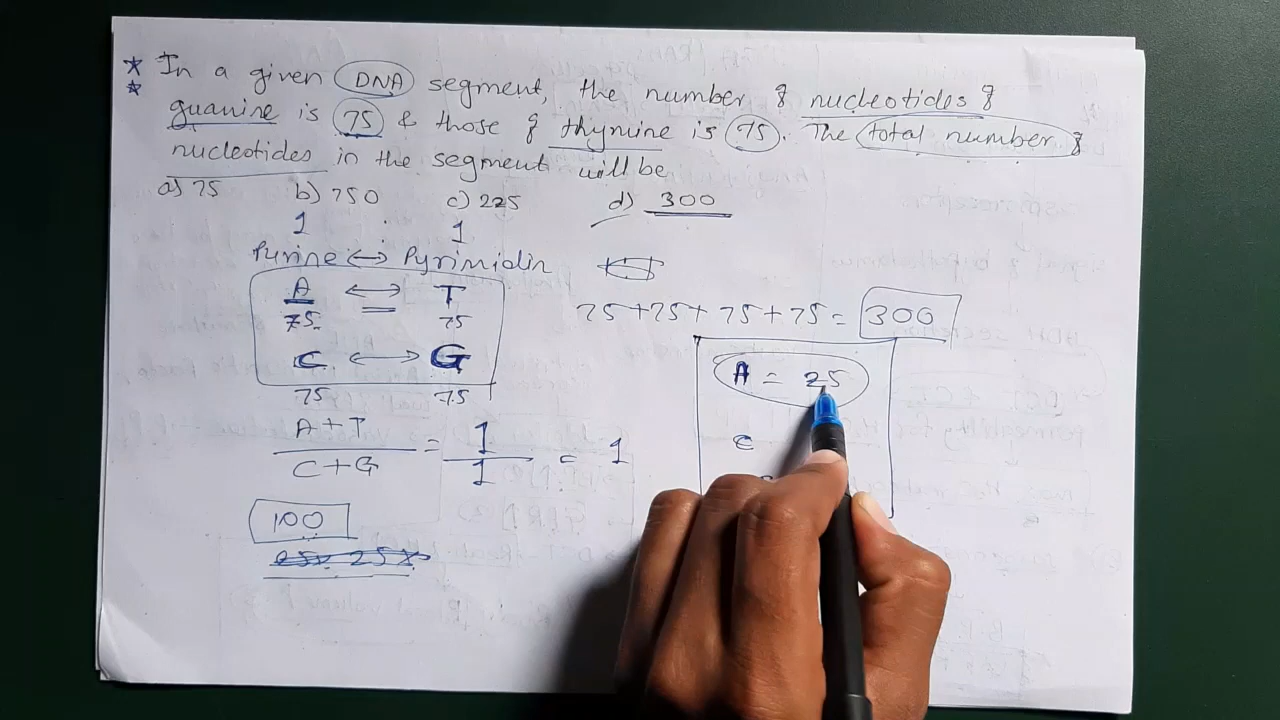 * In a given DNA segment, the number of nucleotides of
* guanine is 75 & those of thymine is 75. The total number of
nucleotides in the segment will be
a) 75 b) 750 c) 225 d) 300
1 1
Purine ↔ Pyrimidin
A ↔ T
75 75
C ↔ G
75 75
75+75+75+75 = 300
A+T / C+G = 1/1 = 1
100
A = 25
C